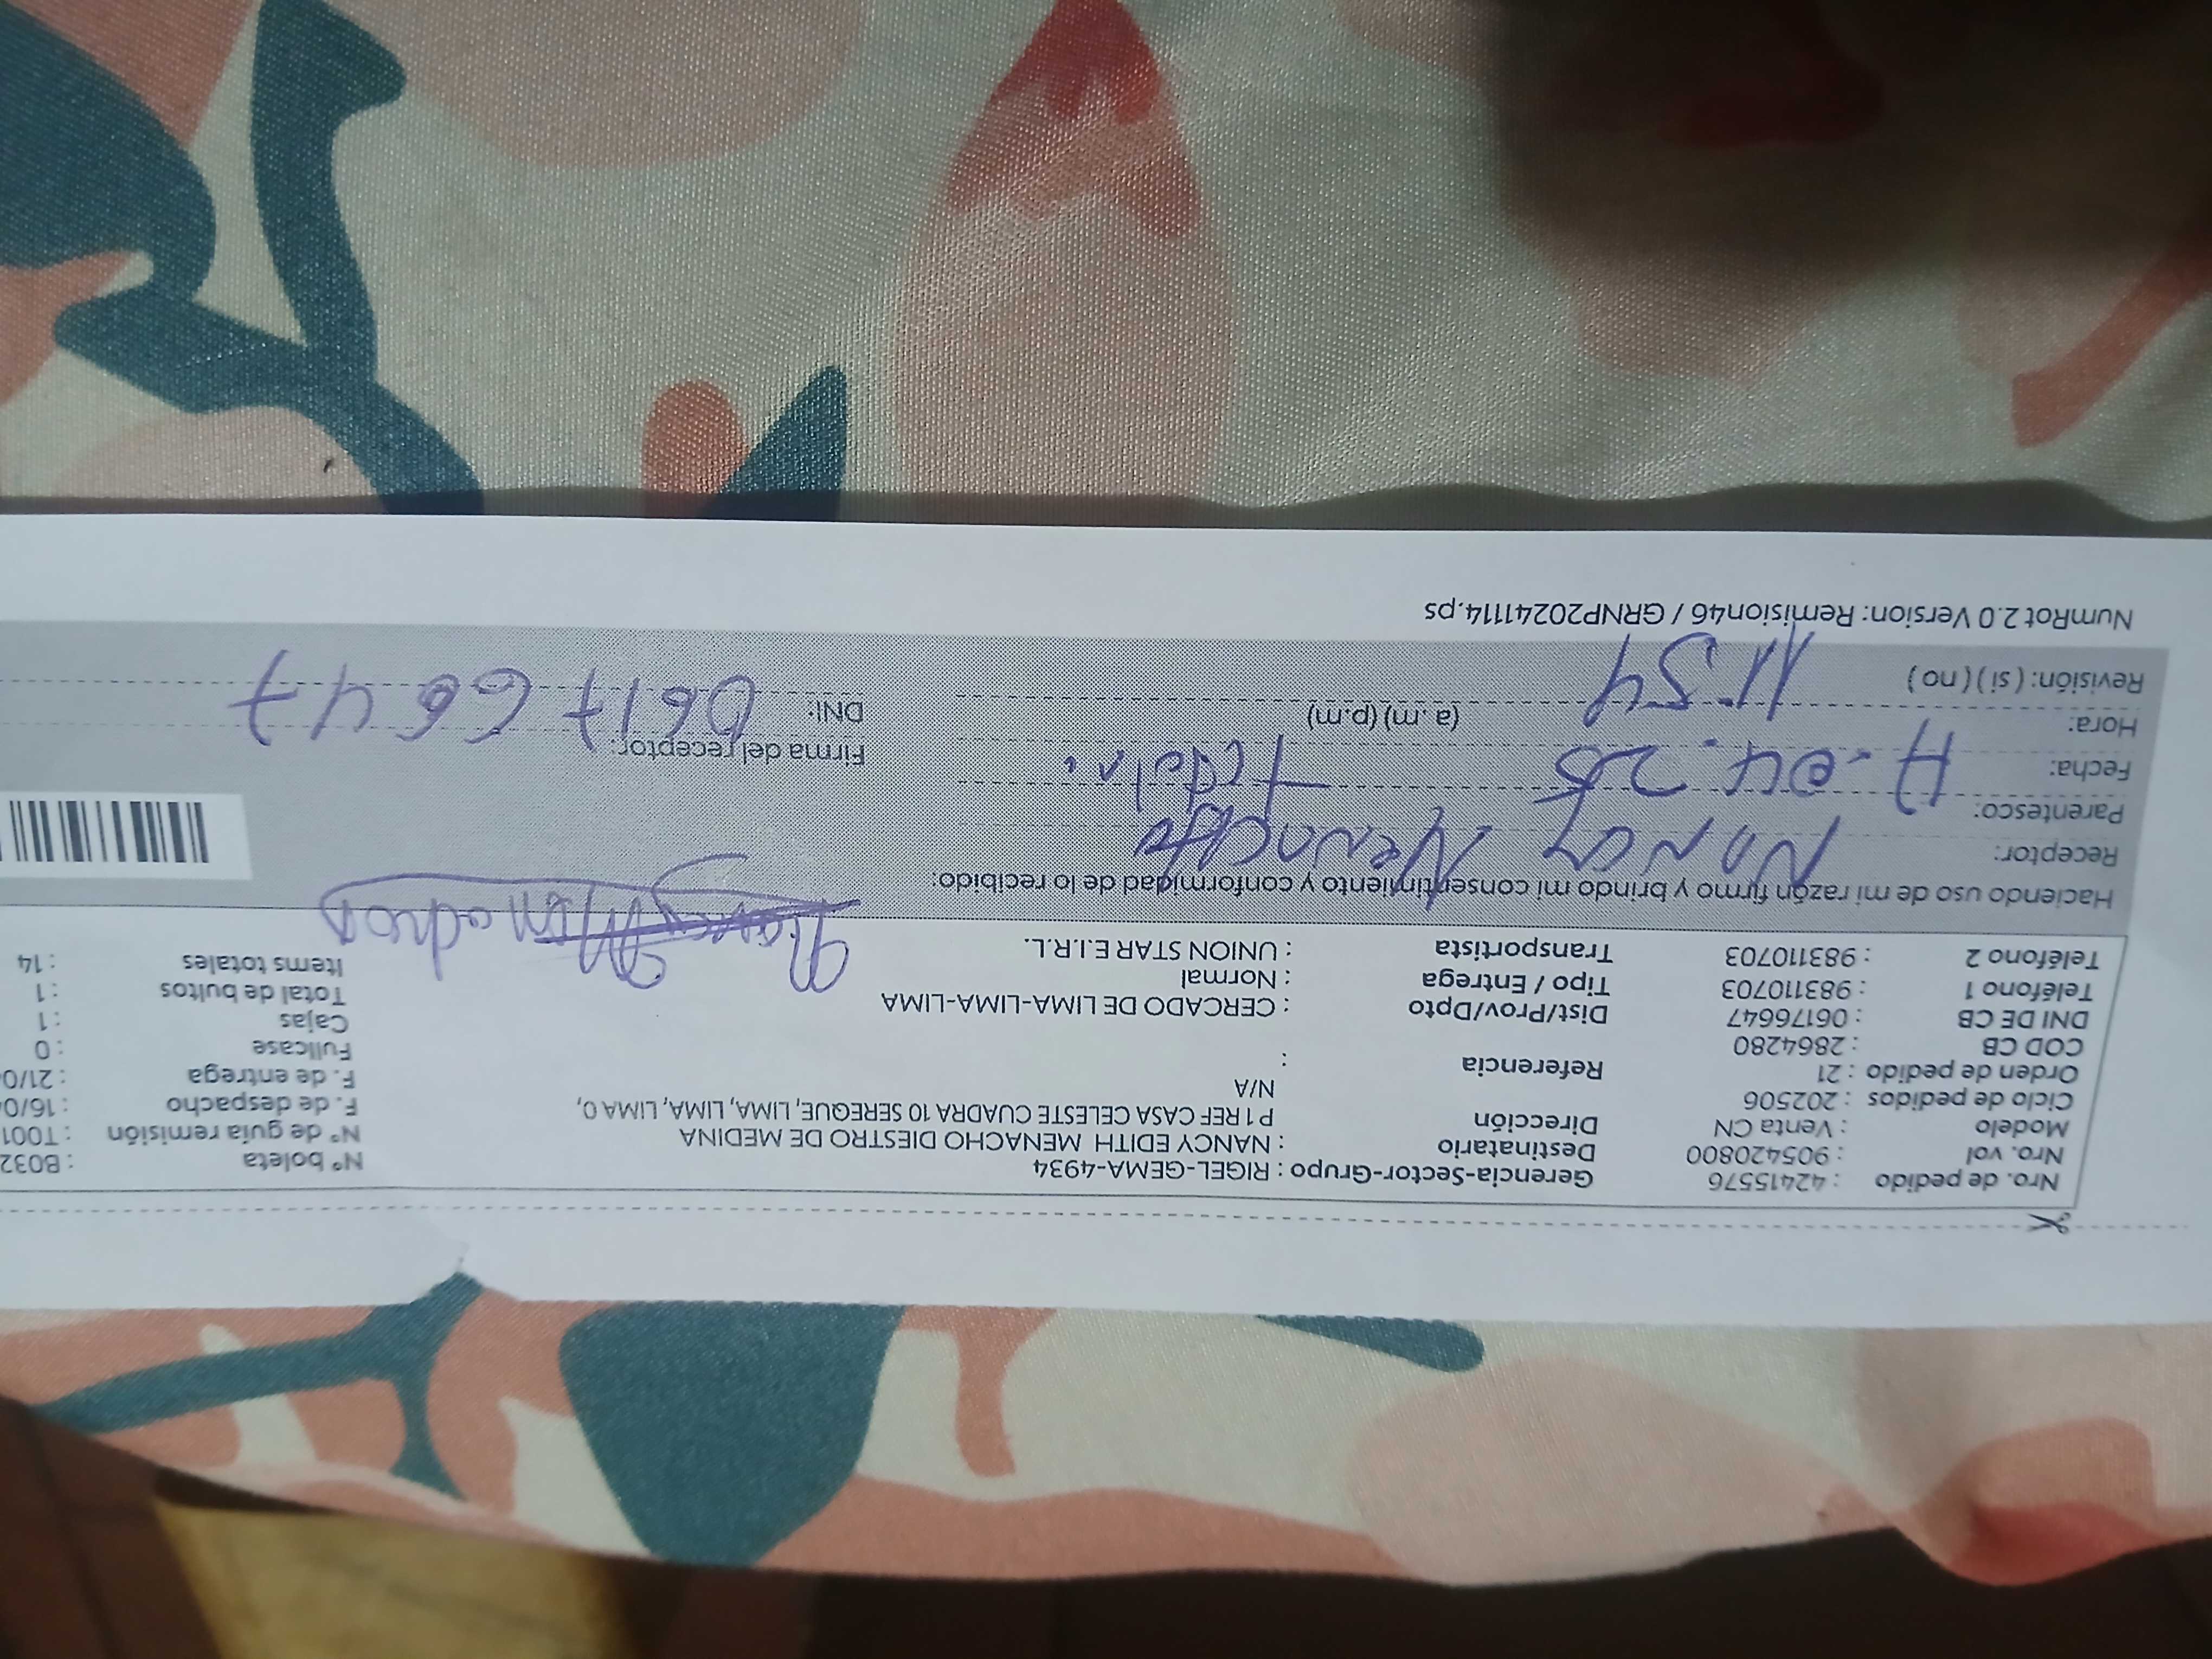 Nro. de pedido : 42415576 Gerencia-Sector-Grupo : RIGEL-GEMA-4934 N° boleta : B032
Nro. vol : 905420800 Destinatario : NANCY EDITH MENACHO DIESTRO DE MEDINA N° de guía remisión : T001
Modelo : Venta CN Dirección P 1 REF CASA CELESTE CUADRA 10 SEREQUE, LIMA, LIMA, LIMA 0, F. de despacho : 16/0
Ciclo de pedidos : 202506 N/A F. de entrega : 21/0
Orden de pedido : 21 Referencia : Fullcase : 0
COD CB : 2864280 Dist/Prov/Dpto : CERCADO DE LIMA-LIMA-LIMA Cajas : 1
DNI DE CB : 06176647 Tipo / Entrega : Normal Total de bultos : 1
Teléfono 1 : 983110703 Transportista : UNION STAR E.I.R.L. Items totales : 14
Teléfono 2 : 983110703
Haciendo uso de mi razón firmo y brindo mi consentimiento y conformidad de lo recibido:
Receptor: Nancy Menacho
Parentesco:
Fecha: 04.25 Firma del receptor:
Hora: 11:54 (a.m) (p.m) DNI: 06176647
Revisión: ( si ) ( no )
NumRot 2.0 Version: Remision46 / GRNP20241114.ps